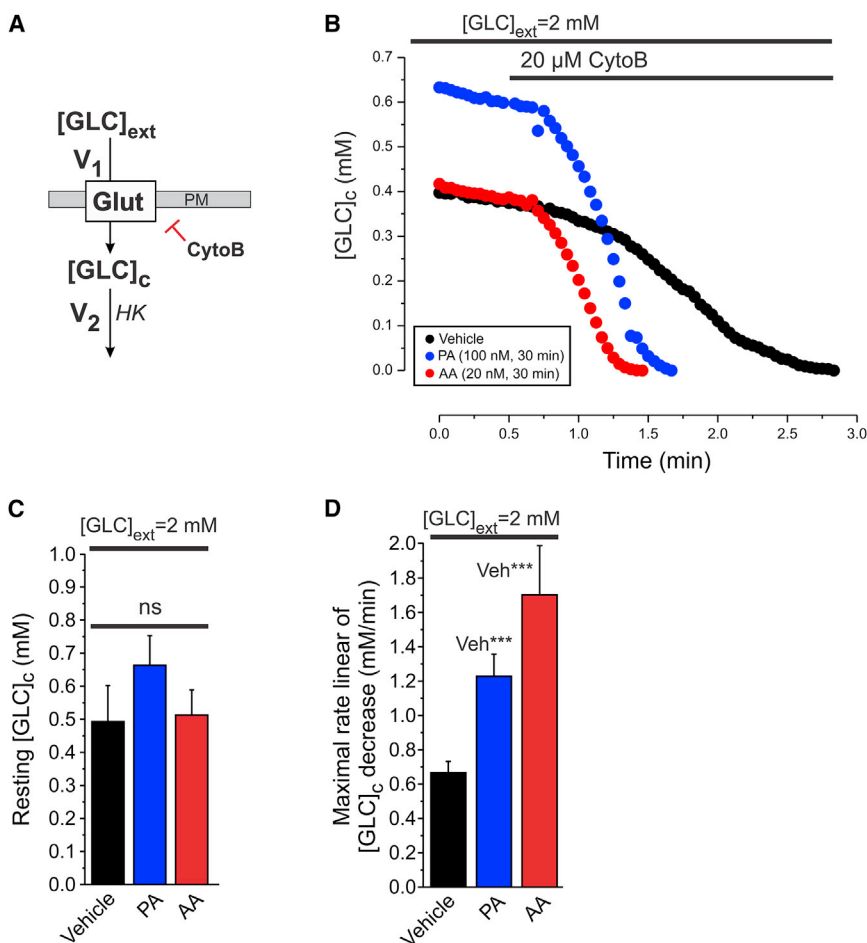 A
[GLC]ext
V1
Glut
PM
CytoB
[GLC]c
V2
HK
B
[GLC]ext=2 mM
20 µM CytoB
[GLC]c (mM)
0.7
0.6
0.5
0.4
0.3
0.2
0.1
0.0
Vehicle
PA (100 nM, 30 min)
AA (20 nM, 30 min)
0.0 0.5 1.0 1.5 2.0 2.5 3.0
Time (min)
C
[GLC]ext=2 mM
ns
Resting [GLC]c (mM)
1.0
0.9
0.8
0.7
0.6
0.5
0.4
0.3
0.2
0.1
0.0
Vehicle PA AA
D
[GLC]ext=2 mM
Veh***
Veh***
Maximal rate linear of
[GLC]c decrease (mM/min)
2.0
1.8
1.6
1.4
1.2
1.0
0.8
0.6
0.4
0.2
0.0
Vehicle PA AA